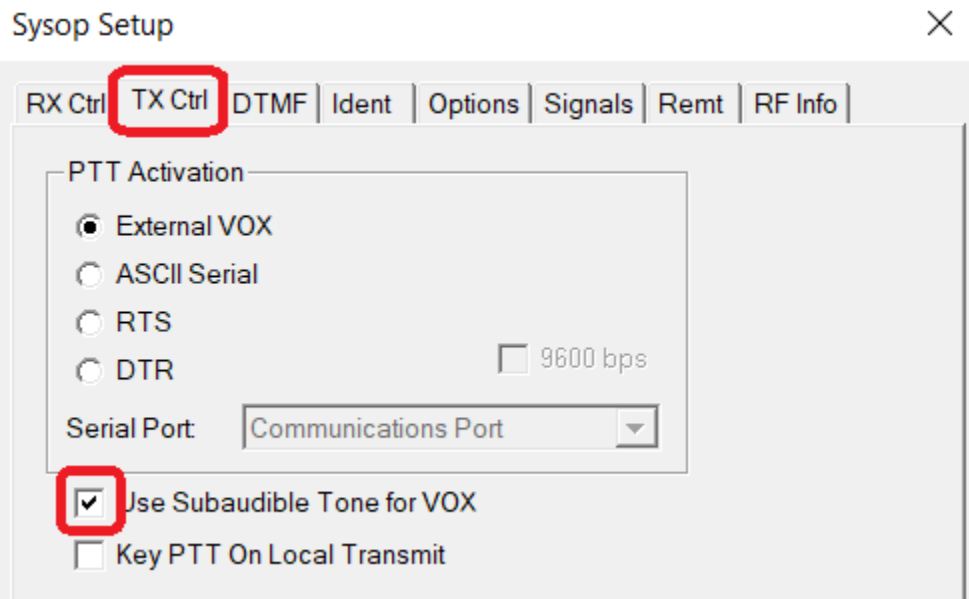 Sysop Setup
RX Ctrl TX Ctrl DTMF Ident Options Signals Remt RF Info
PTT Activation
External VOX
ASCII Serial
RTS
DTR
9600 bps
Serial Port: Communications Port
Use Subaudible Tone for VOX
Key PTT On Local Transmit